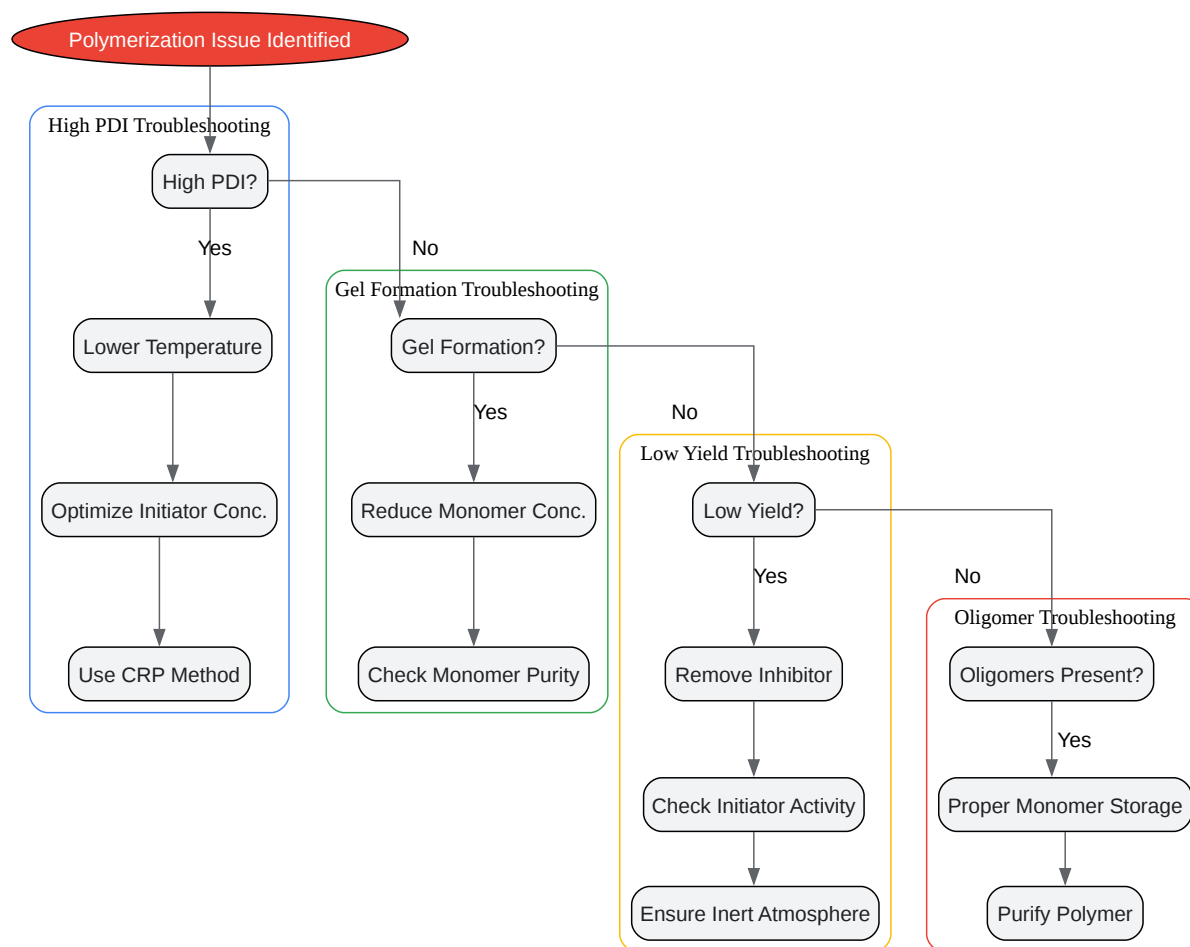 Polymerization Issue Identified
High PDI Troubleshooting
High PDI?
Yes
No
Lower Temperature
Optimize Initiator Conc.
Use CRP Method
Gel Formation Troubleshooting
Gel Formation?
Yes
No
Reduce Monomer Conc.
Check Monomer Purity
Low Yield Troubleshooting
Low Yield?
Yes
No
Remove Inhibitor
Check Initiator Activity
Ensure Inert Atmosphere
Oligomer Troubleshooting
Oligomers Present?
Yes
Proper Monomer Storage
Purify Polymer